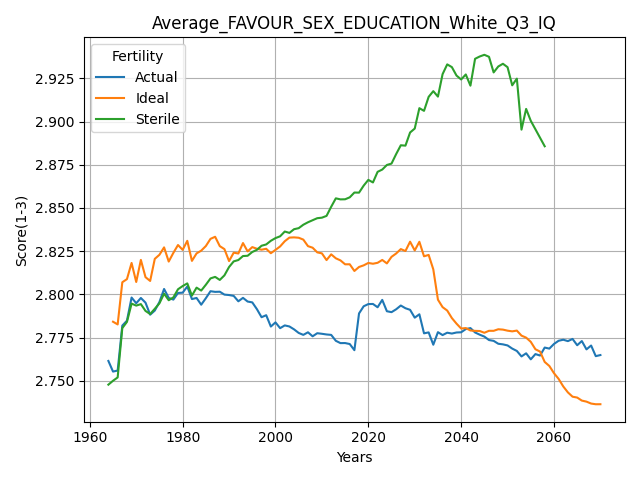 Average_FAVOUR_SEX_EDUCATION_White_Q3_IQ
Fertility
Actual
Ideal
Sterile
Score(1-3)
2.925
2.900
2.875
2.850
2.825
2.800
2.775
2.750
1960
1980
2000
2020
2040
2060
Years